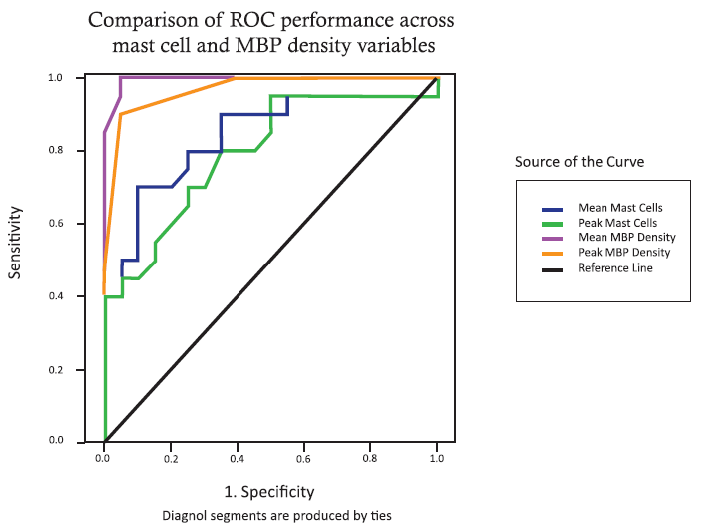 Comparison of ROC performance across
mast cell and MBP density variables
1.0
0.8
0.6
0.4
0.2
0.0
Sensitivity
0.0 0.2 0.4 0.6 0.8 1.0
1. Specificity
Diagnol segments are produced by ties
Source of the Curve
Mean Mast Cells
Peak Mast Cells
Mean MBP Density
Peak MBP Density
Reference Line